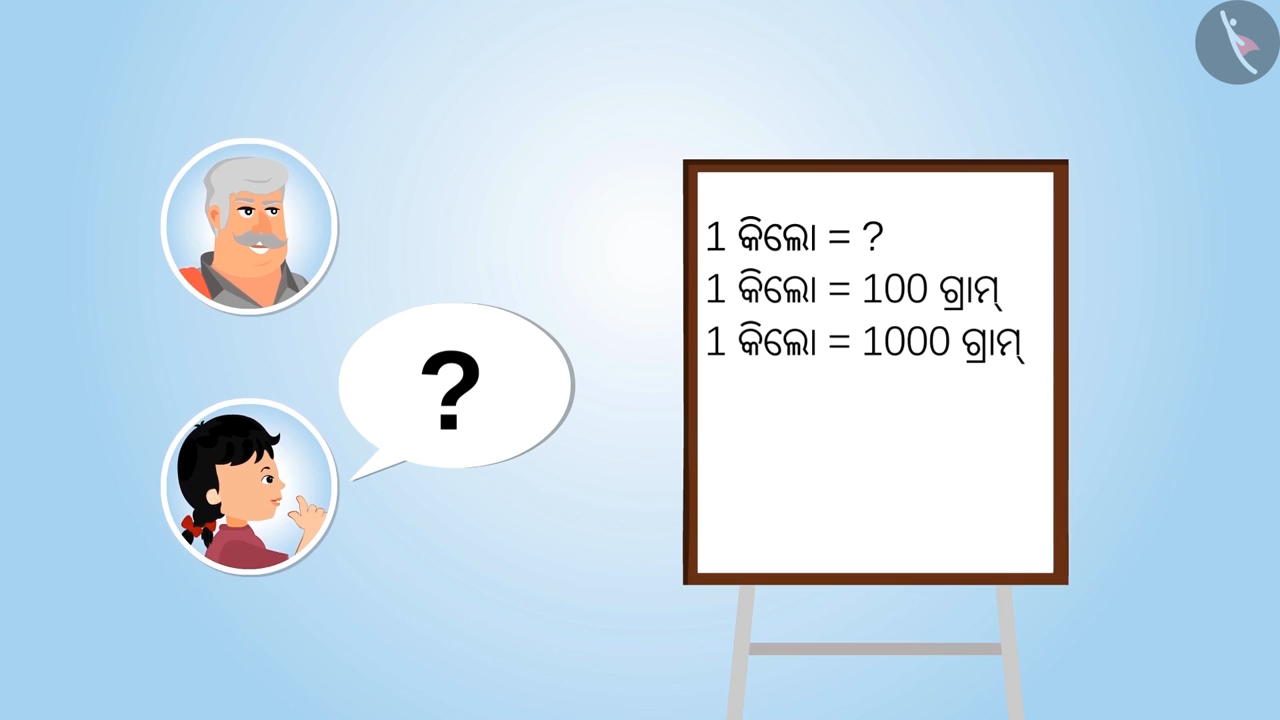 ?
1 କିଲୋ = ?
1 କିଲୋ = 100 ଗ୍ରାମ୍
1 କିଲୋ = 1000 ଗ୍ରାମ୍